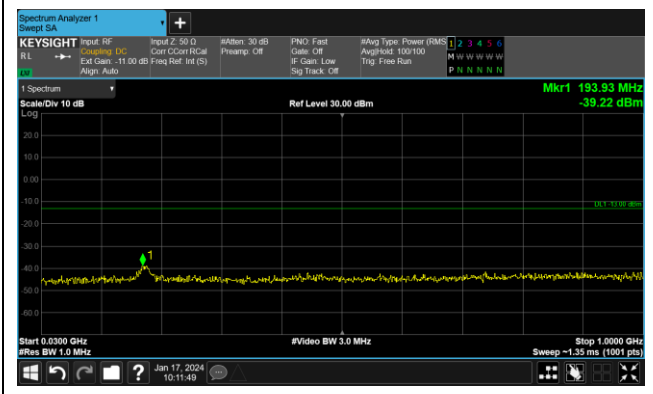 Spectrum Analyzer 1
Swept SA
+
KEYSIGHT Input: RF Input Z: 50 Ω #Atten: 30 dB PNO: Fast #Avg Type: Power (RMS 1 2 3 4 5 6
RL Coupling: DC Corr CCorr RCal Preamp: Off Gate: Off Avg|Hold: 100/100 M W W W W W
Ext Gain: -11.00 dB Freq Ref: Int (S) IF Gain: Low Trig: Free Run
Align: Auto Sig Track: Off P N N N N N
1 Spectrum Mkr1 193.93 MHz
Scale/Div 10 dB Ref Level 30.00 dBm -39.22 dBm
Log
20.0
10.0
0.00
-10.0 DL1 -13.00 dBm
-20.0
-30.0
1
-40.0
-50.0
-60.0
Start 0.0300 GHz #Video BW 3.0 MHz Stop 1.0000 GHz
#Res BW 1.0 MHz Sweep ~1.35 ms (1001 pts)
? Jan 17, 2024
10:11:49